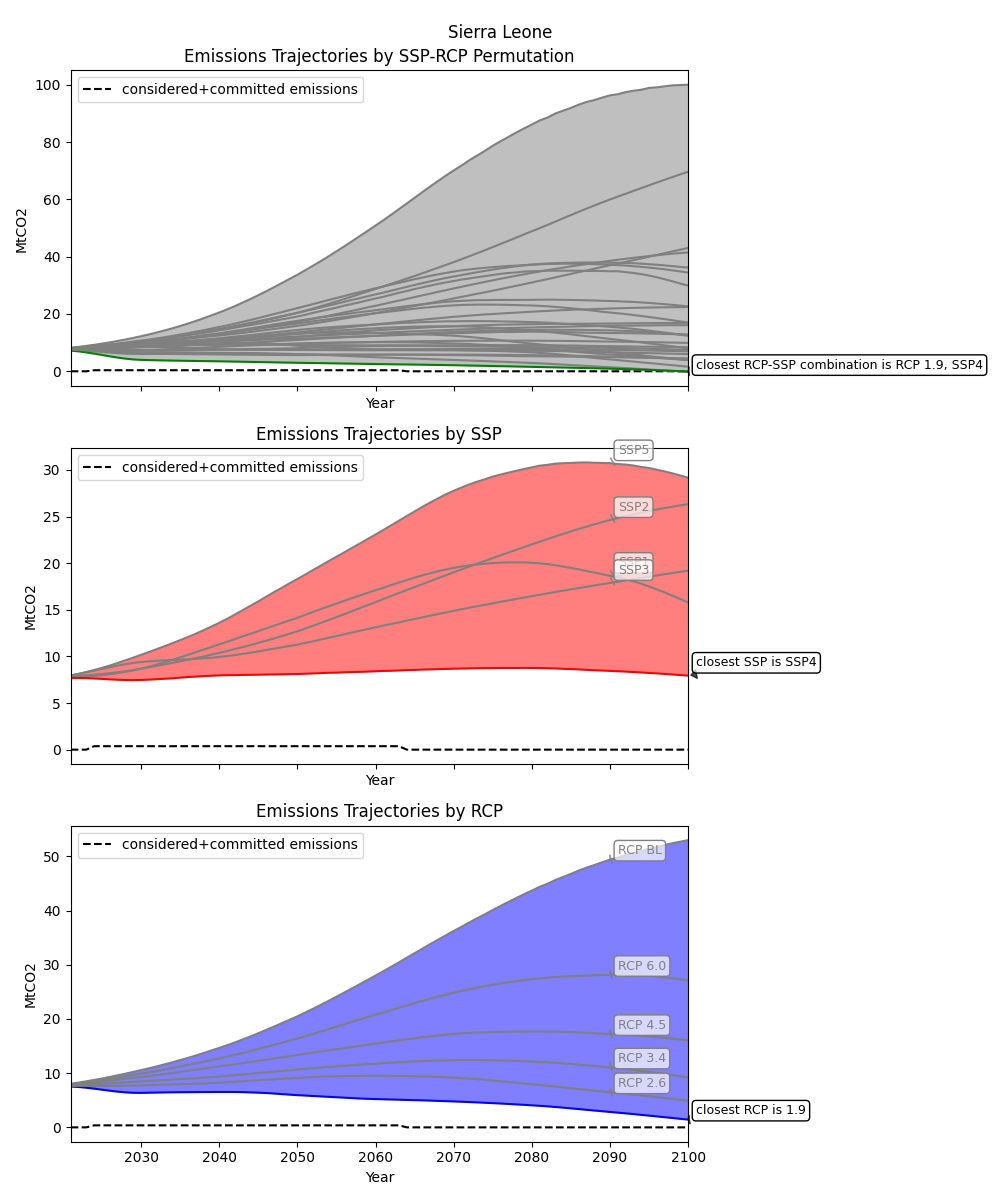 Sierra Leone
Emissions Trajectories by SSP-RCP Permutation
considered+committed emissions
100
80
60
40
20
0
MtCO2
Year
closest RCP-SSP combination is RCP 1.9, SSP4
Emissions Trajectories by SSP
considered+committed emissions
30
25
20
15
10
5
0
MtCO2
SSP5
SSP2
SSP1
SSP3
closest SSP is SSP4
Year
Emissions Trajectories by RCP
considered+committed emissions
50
40
30
20
10
0
MtCO2
RCP BL
RCP 6.0
RCP 4.5
RCP 3.4
RCP 2.6
closest RCP is 1.9
2030 2040 2050 2060 2070 2080 2090 2100
Year